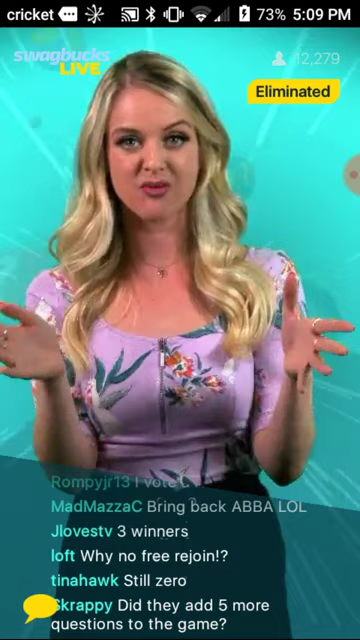 cricket 73% 5:09 PM
swagbucks
LIVE
12,279
Eliminated
Rompyjr13 I vote
MadMazzaC Bring back ABBA LOL
Jlovestv 3 winners
loft Why no free rejoin!?
tinahawk Still zero
Skrappy Did they add 5 more
questions to the game?